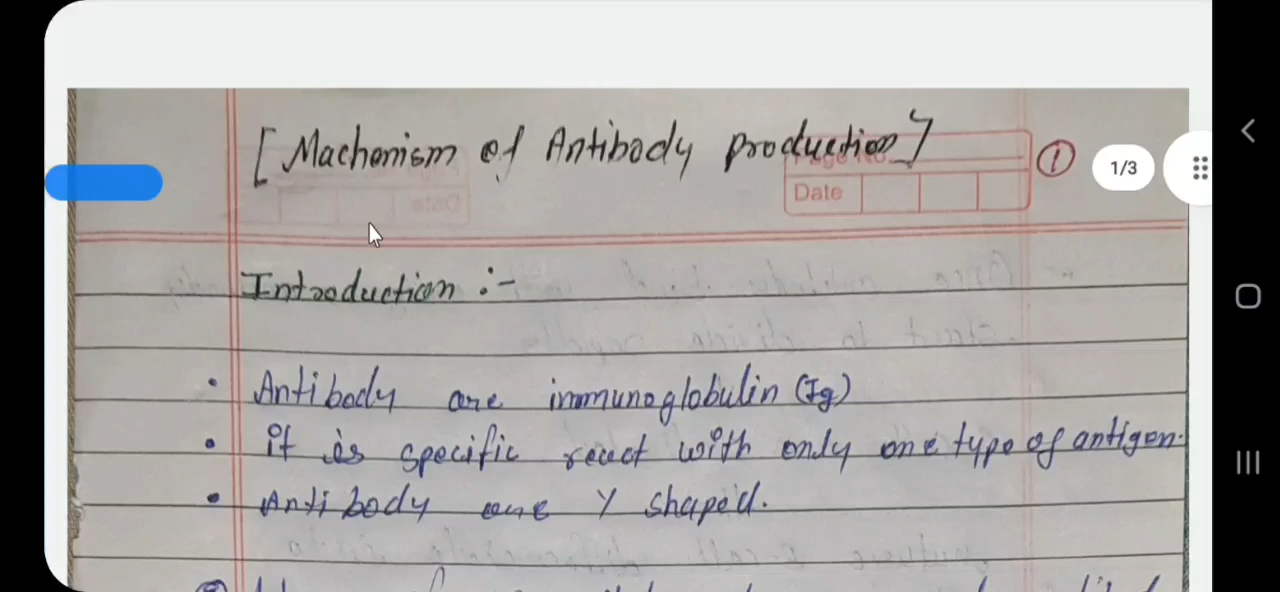 [Machenism of Antibody production]
Page No.
Date
①
1/3
Introduction :-
• Antibody are immunoglobulin (Ig)
• it is specific react with only one type of antigen.
• Antibody are Y shaped.